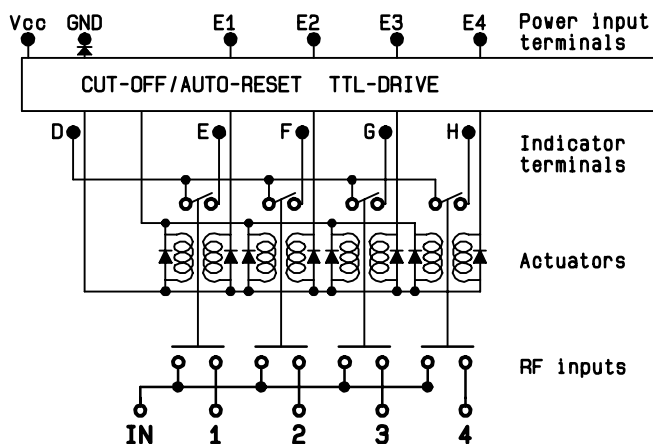 Vcc GND E1 E2 E3 E4 Power input
terminals
CUT-OFF/AUTO-RESET TTL-DRIVE
D E F G H Indicator
terminals
Actuators
RF inputs
IN 1 2 3 4